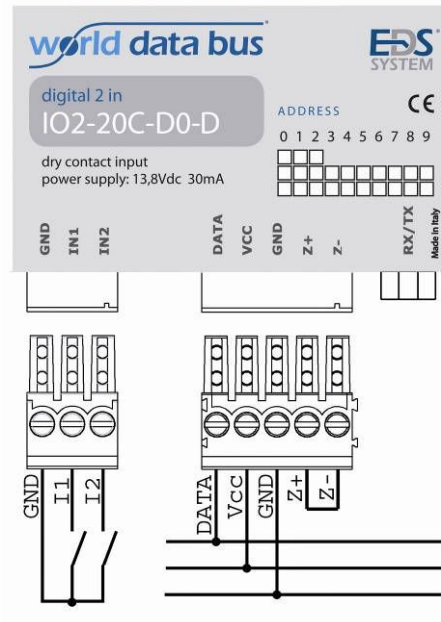 world data bus
EDS
SYSTEM
digital 2 in
IO2-20C-D0-D
ADDRESS
CE
0 1 2 3 4 5 6 7 8 9
dry contact input
power supply: 13,8Vdc 30mA
GND
IN1
IN2
DATA
VCC
GND
Z+
Z-
RX/TX
Made in Italy
GND
I1
I2
DATA
Vcc
GND
Z+
Z-